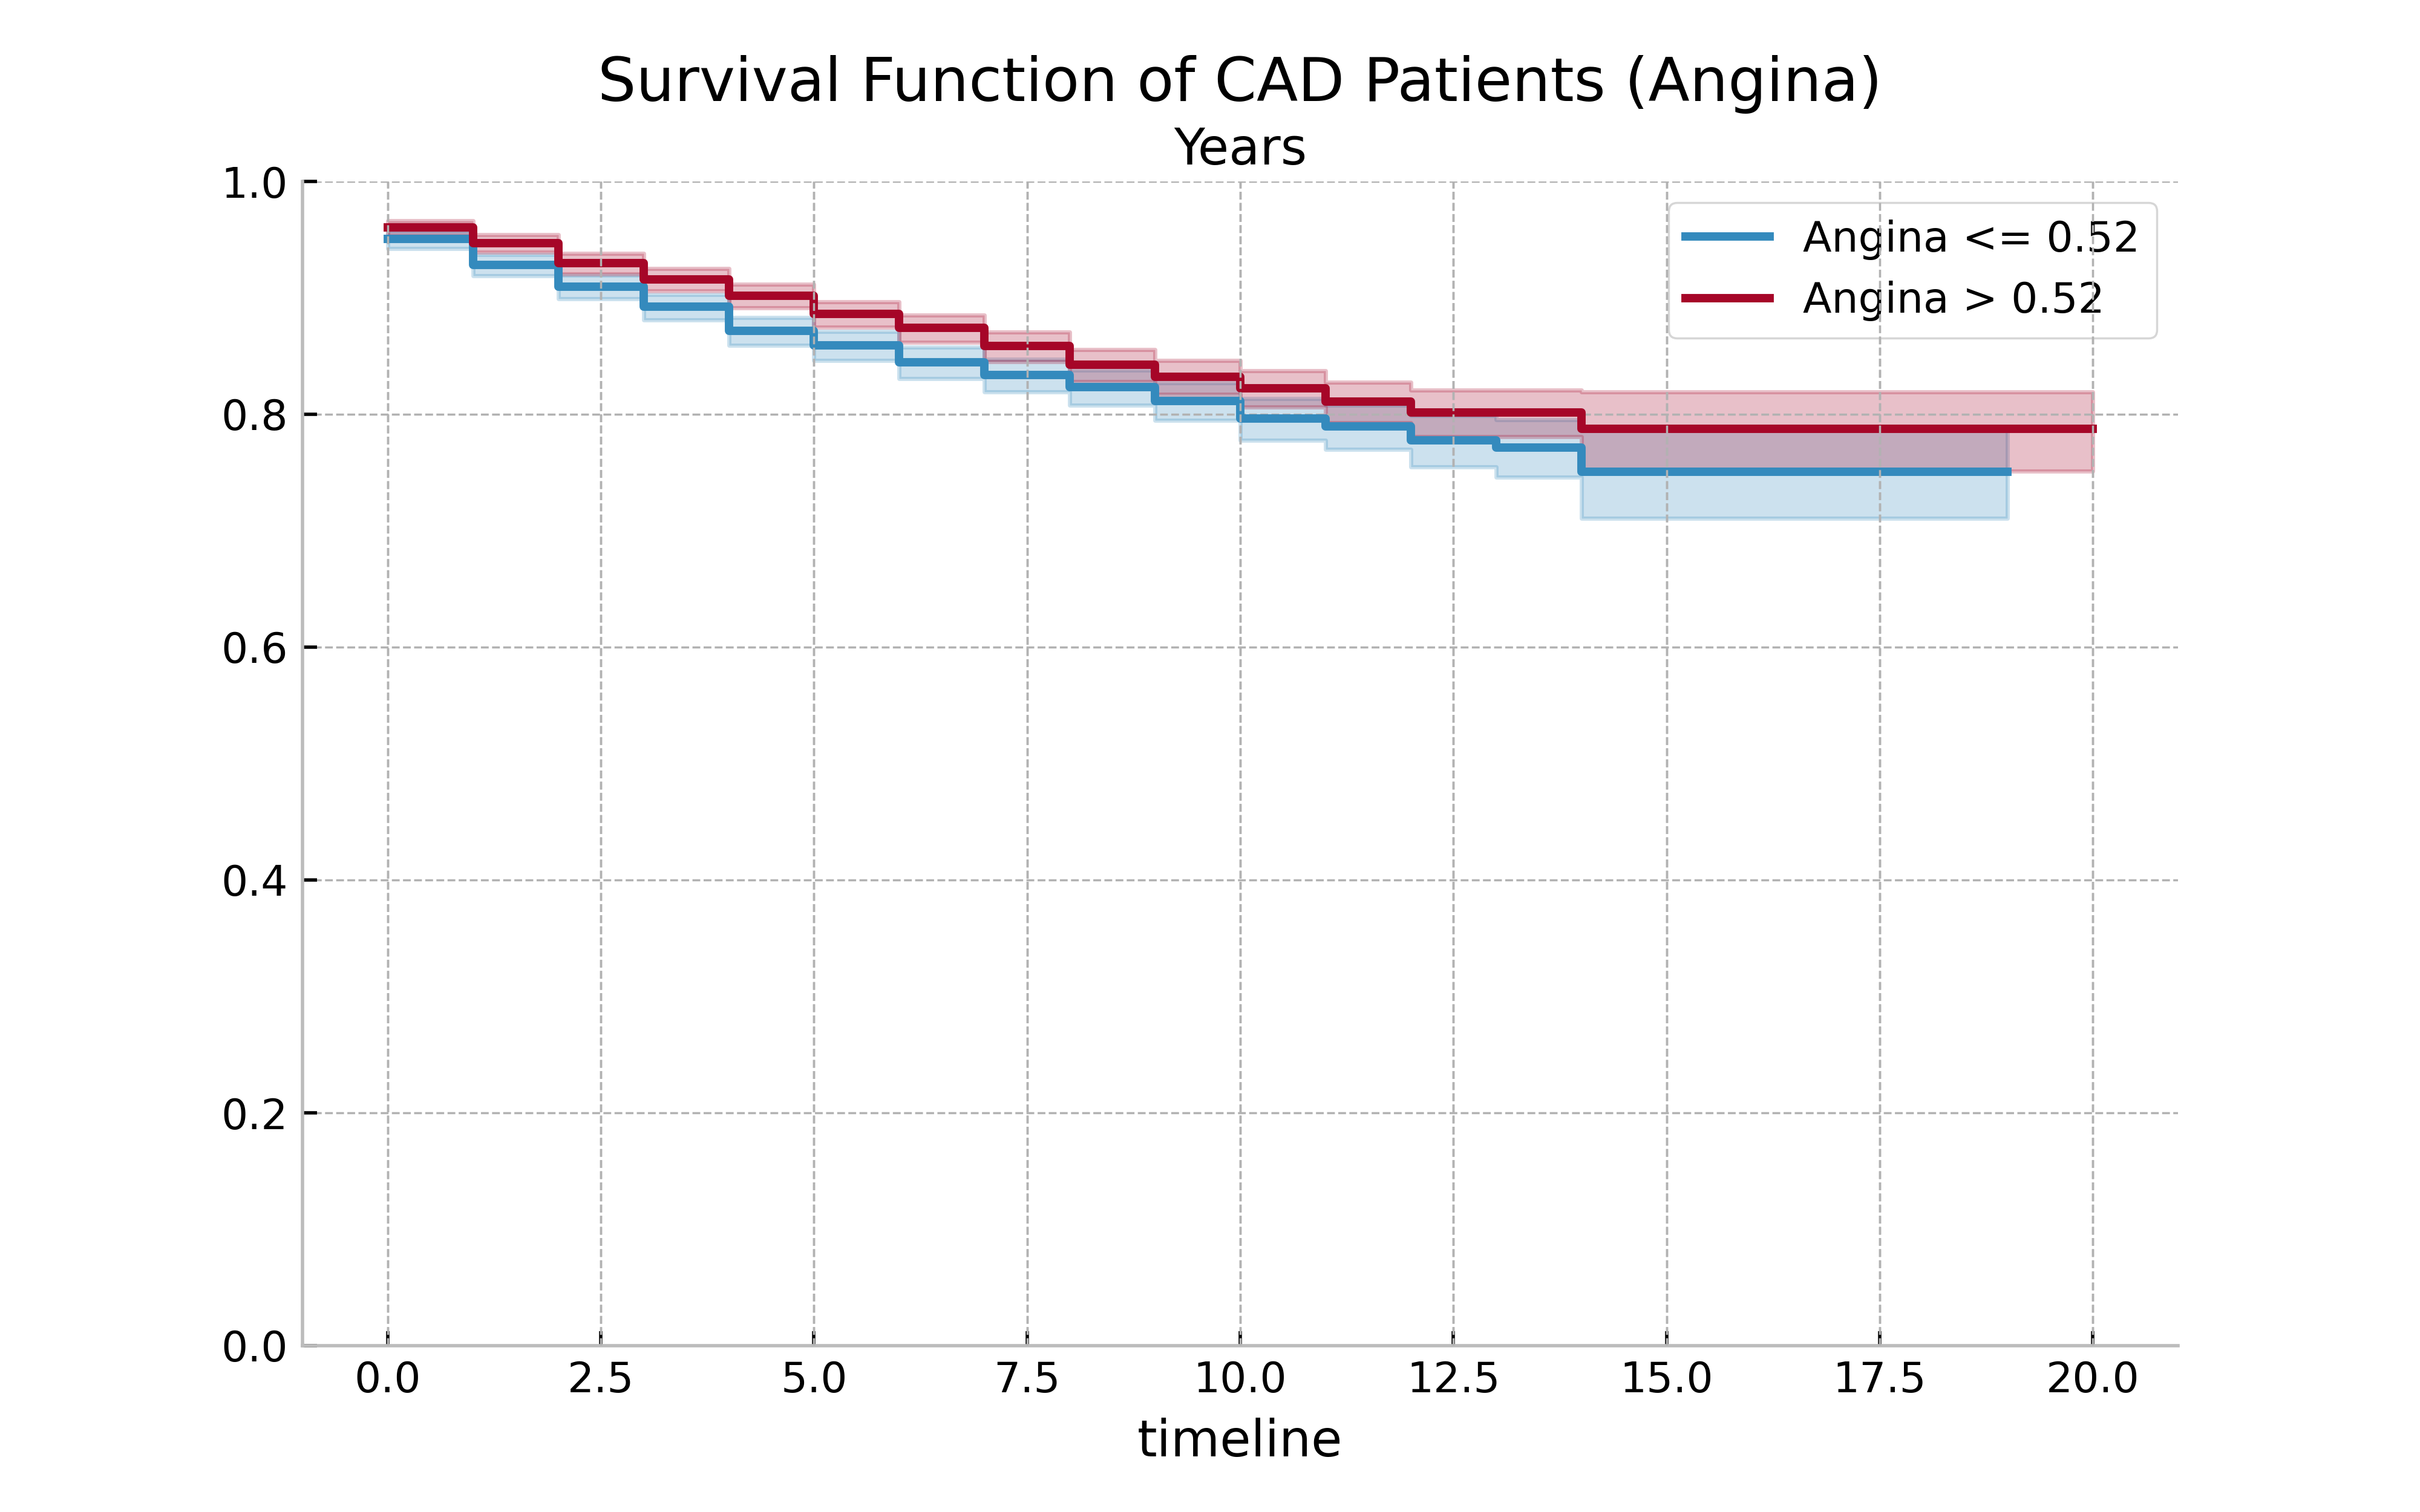 Survival Function of CAD Patients (Angina)
Years
1.0
0.8
0.6
0.4
0.2
0.0
Angina <= 0.52
Angina > 0.52
0.0 2.5 5.0 7.5 10.0 12.5 15.0 17.5 20.0
timeline